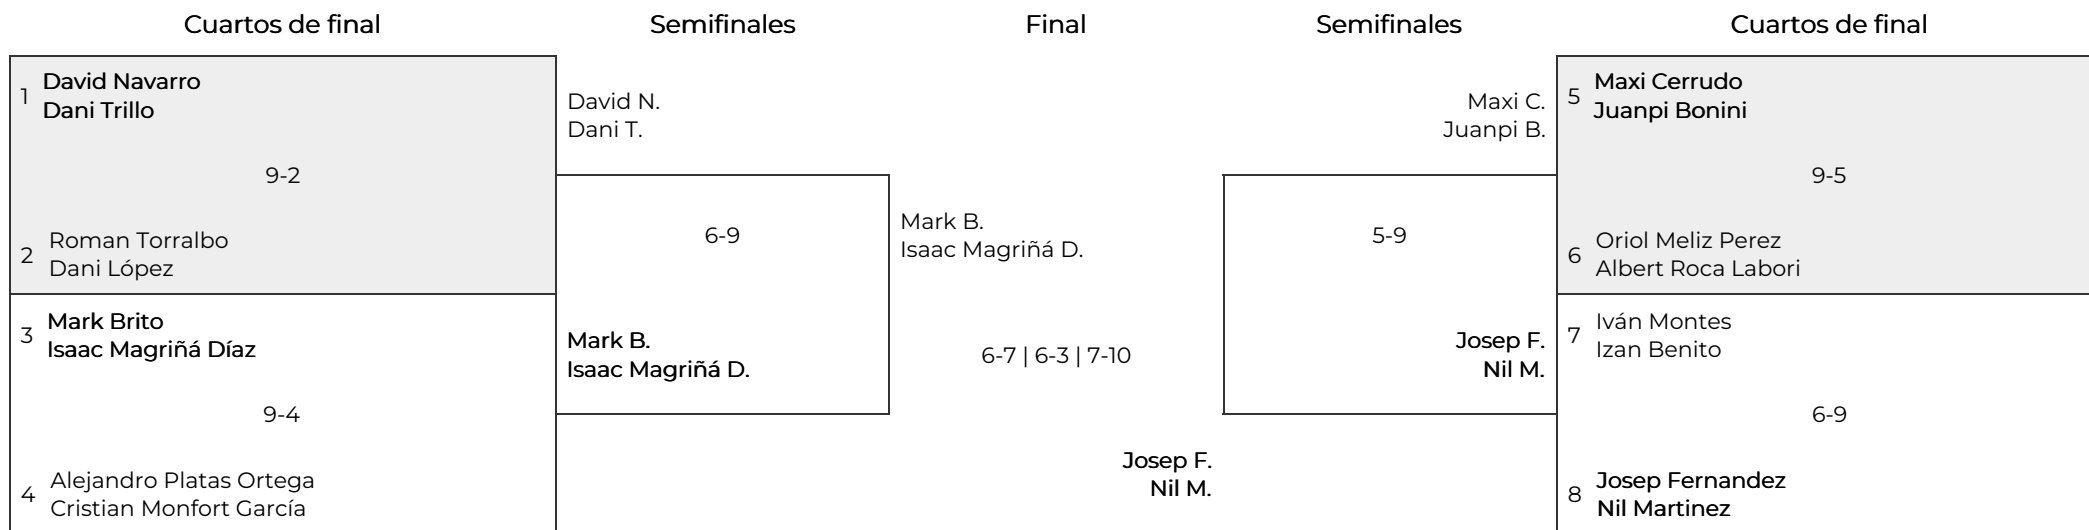 Cuartos de final
Semifinales
Final
Semifinales
Cuartos de final
1
David Navarro
Dani Trillo
9-2
2
Roman Torralbo
Dani López
3
Mark Brito
Isaac Magriñá Díaz
9-4
4
Alejandro Platas Ortega
Cristian Monfort García
David N.
Dani T.
6-9
Mark B.
Isaac Magriñá D.
Mark B.
Isaac Magriñá D.
6-7 | 6-3 | 7-10
Josep F.
Nil M.
Maxi C.
Juanpi B.
5-9
Josep F.
Nil M.
5
Maxi Cerrudo
Juanpi Bonini
9-5
6
Oriol Meliz Perez
Albert Roca Labori
7
Iván Montes
Izan Benito
6-9
8
Josep Fernandez
Nil Martinez